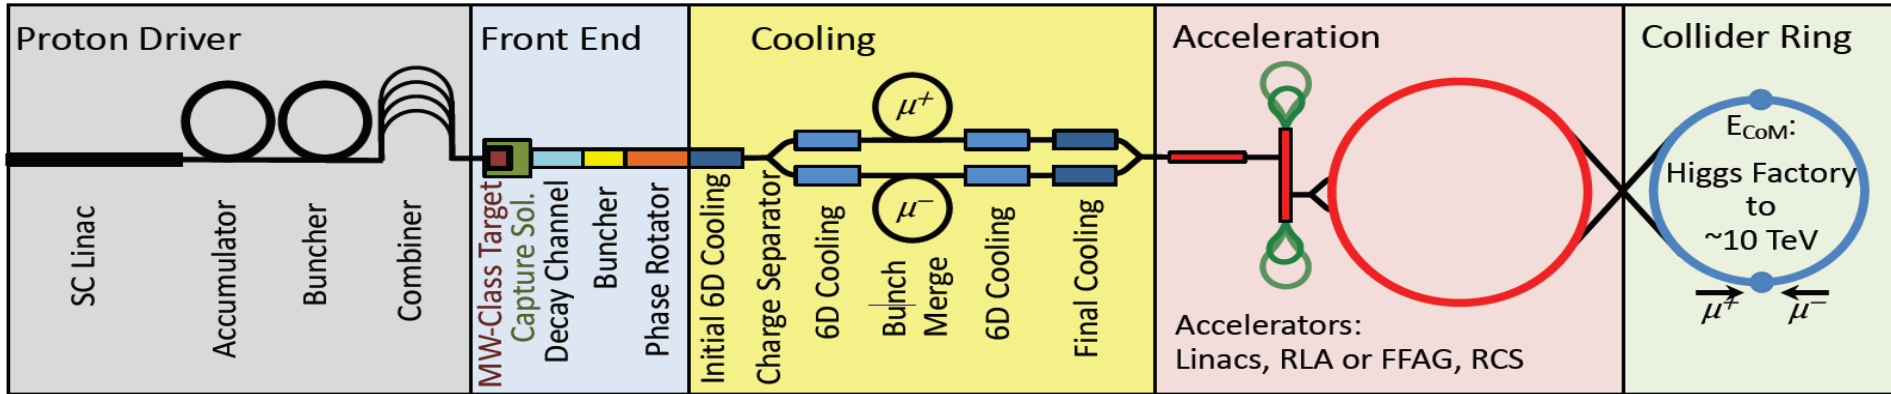 Proton Driver
SC Linac
Accumulator
Buncher
Combiner
Front End
MW-Class Target
Capture Sol.
Decay Channel
Buncher
Phase Rotator
Cooling
Initial 6D Cooling
Charge Separator
6D Cooling
μ+
μ−
Bunch
Merge
6D Cooling
Final Cooling
Acceleration
Accelerators:
Linacs, RLA or FFAG, RCS
Collider Ring
ECoM:
Higgs Factory
to
~10 TeV
μ+ μ−